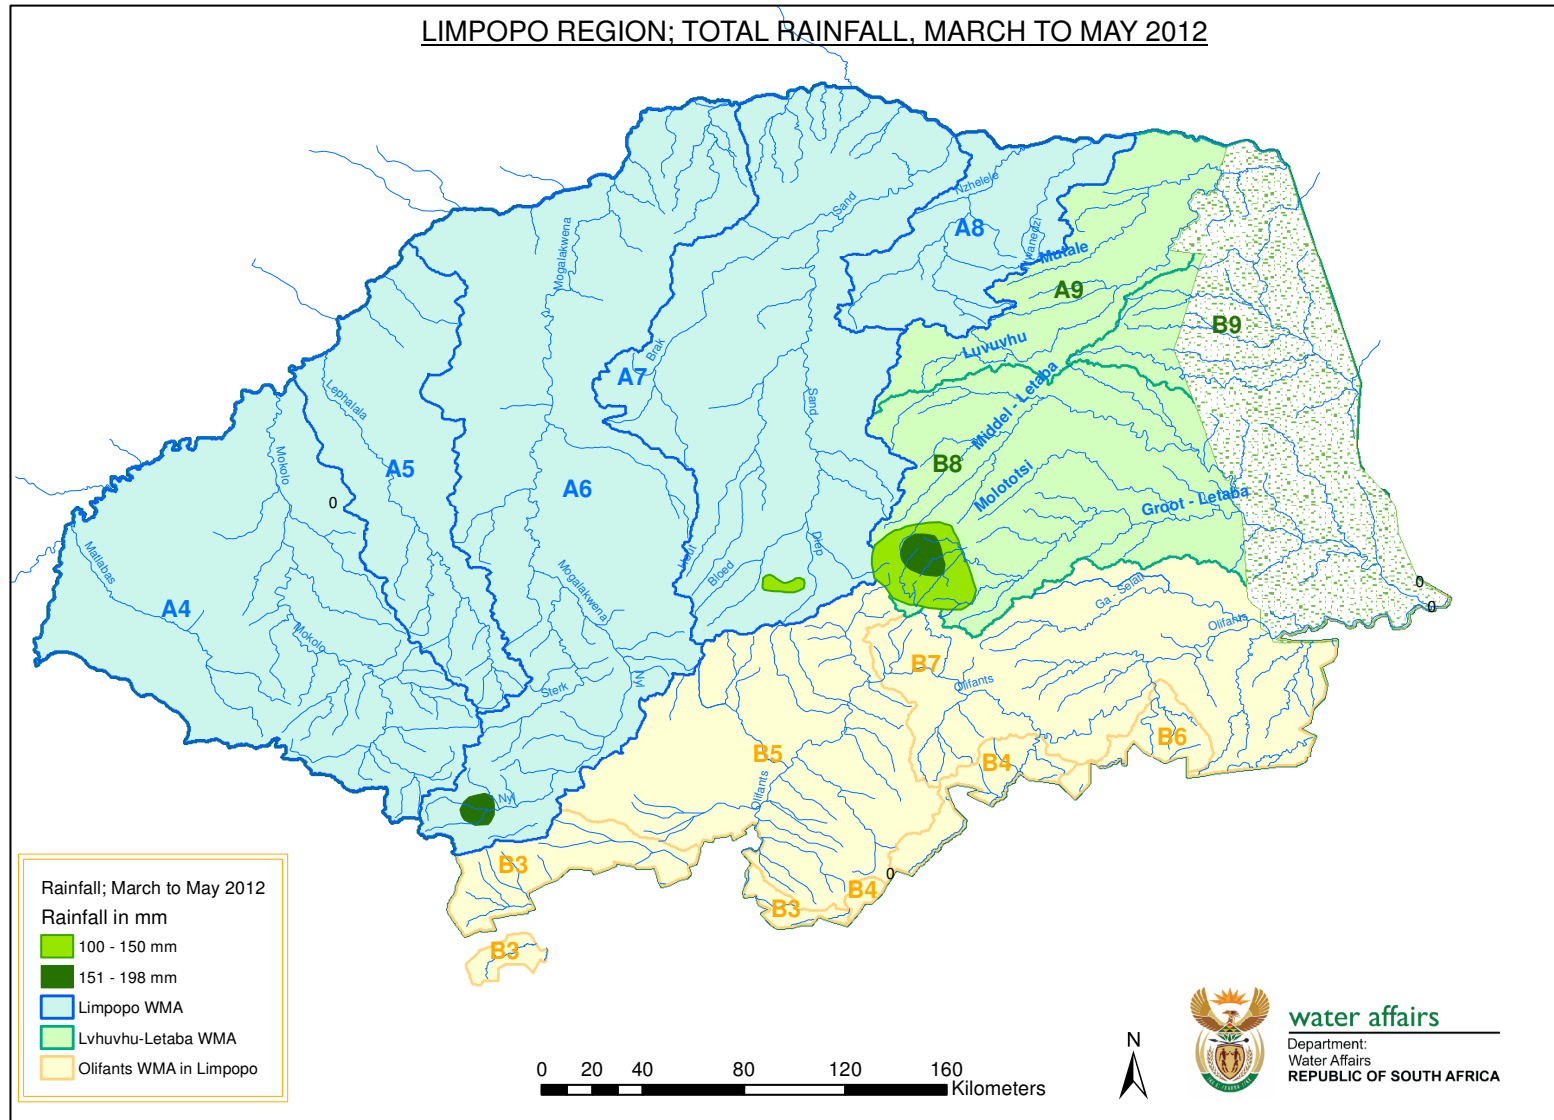 LIMPOPO REGION; TOTAL RAINFALL, MARCH TO MAY 2012
Sand
Nzhelele
Mogalakwena
A8
wanedzi
Mutale
A9
B9
Luvuvhu
Brak
A7
Lephalala
Sand
Middel - Letaba
Mokolo
A5
B8
A6
Molototsi
0
Groot - Letaba
Matlabas
Diep
Hout
Bloed
Mogalakwena
0
Ga - Selati
0
A4
Mokolo
Olifants
B7
Nyl
Olifants
Sterk
B5
B4
B6
Olifants
Nyl
B3
0
B4
B3
B3
Rainfall; March to May 2012
Rainfall in mm
100 - 150 mm
151 - 198 mm
Limpopo WMA
Lvhuvhu-Letaba WMA
Olifants WMA in Limpopo
0 20 40 80 120 160
Kilometers
N
water affairs
Department:
Water Affairs
REPUBLIC OF SOUTH AFRICA